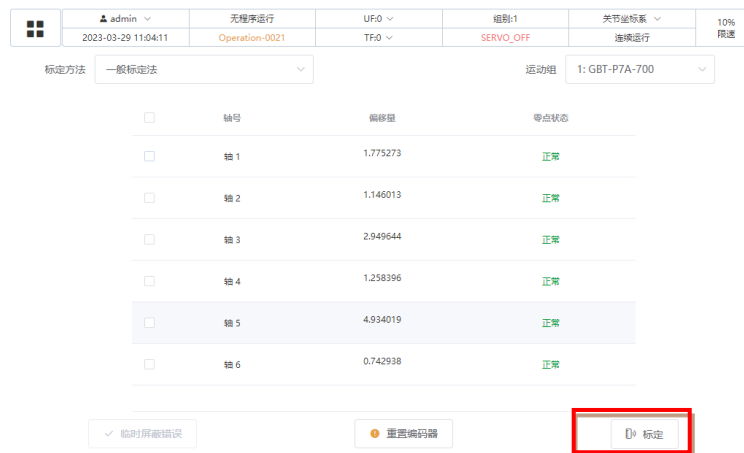 admin 无程序运行 UF:0 组别:1 关节坐标系 10%
2023-03-29 11:04:11 Operation-0021 TF:0 SERVO_OFF 连续运行 限速
标定方法 一般标定法 运动组 1: GBT-P7A-700
轴号 偏移量 零点状态
轴 1 1.775273 正常
轴 2 1.146013 正常
轴 3 2.949644 正常
轴 4 1.258396 正常
轴 5 4.934019 正常
轴 6 0.742938 正常
临时屏蔽错误 重置编码器 标定